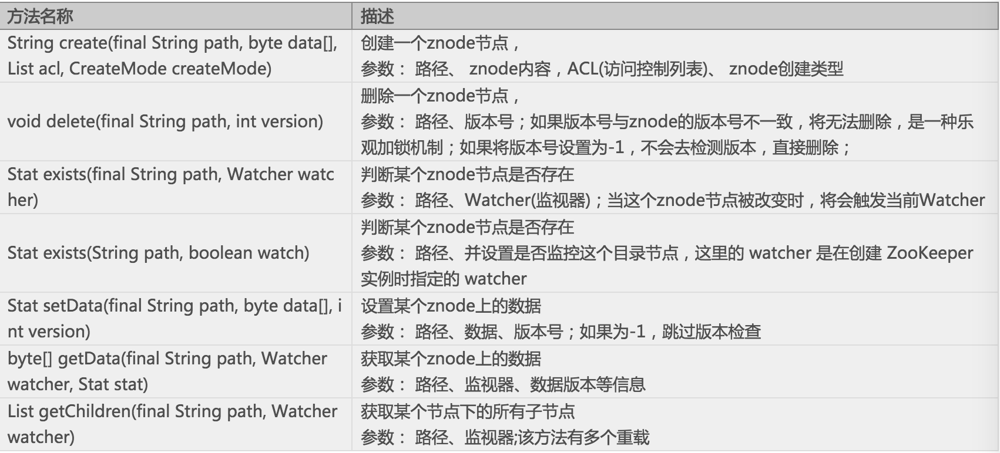 方法名称
描述
String create(final String path, byte data[],
List acl, CreateMode createMode)
创建一个znode节点，
参数： 路径、 znode内容，ACL(访问控制列表)、 znode创建类型
void delete(final String path, int version)
删除一个znode节点，
参数： 路径、版本号；如果版本号与znode的版本号不一致，将无法删除，是一种乐
观加锁机制；如果将版本号设置为-1，不会去检测版本，直接删除；
Stat exists(final String path, Watcher watc
her)
判断某个znode节点是否存在
参数： 路径、Watcher(监视器)；当这个znode节点被改变时，将会触发当前Watcher
Stat exists(String path, boolean watch)
判断某个znode节点是否存在
参数： 路径、并设置是否监控这个目录节点，这里的 watcher 是在创建 ZooKeeper
实例时指定的 watcher
Stat setData(final String path, byte data[], i
nt version)
设置某个znode上的数据
参数： 路径、数据、版本号；如果为-1，跳过版本检查
byte[] getData(final String path, Watcher
watcher, Stat stat)
获取某个znode上的数据
参数： 路径、监视器、数据版本等信息
List getChildren(final String path, Watcher
watcher)
获取某个节点下的所有子节点
参数： 路径、监视器;该方法有多个重载